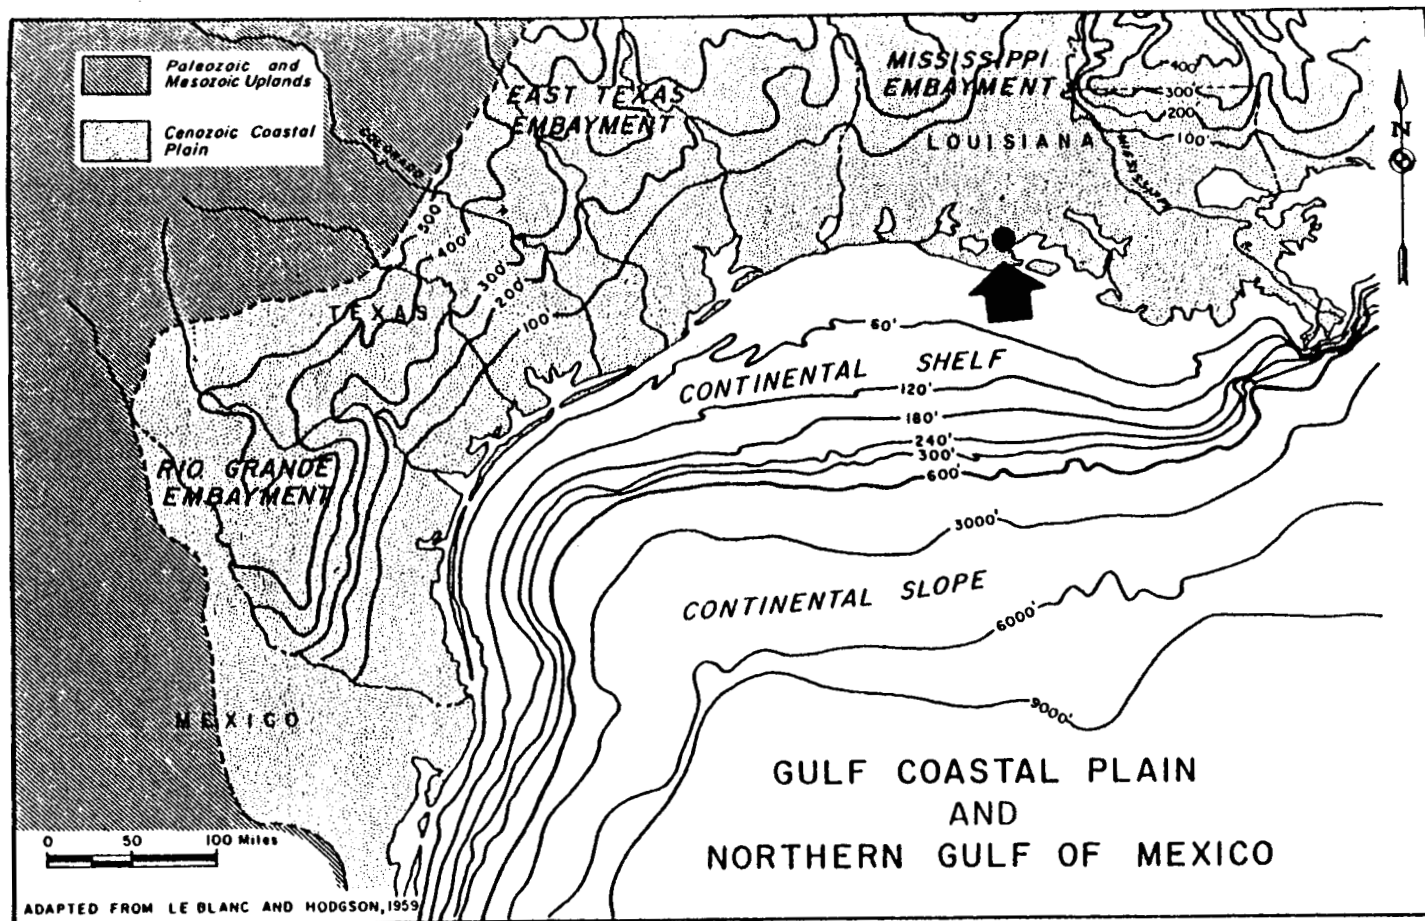 Paleozoic and
Mesozoic Uplands
Cenozoic Coastal
Plain
EAST TEXAS
EMBAYMENT
MISSISSIPPI
EMBAYMENT
400'
300'
200'
100'
LOUISIANA
MISSISSIPPI
N
COLORADO
500'
400'
300'
200'
100'
TEXAS
60'
CONTINENTAL SHELF
120'
180'
240'
300'
600'
RIO GRANDE
EMBAYMENT
3000'
CONTINENTAL SLOPE
6000'
9000'
MEXICO
GULF COASTAL PLAIN
AND
NORTHERN GULF OF MEXICO
0 50 100 Miles
ADAPTED FROM LE BLANC AND HODGSON, 1959